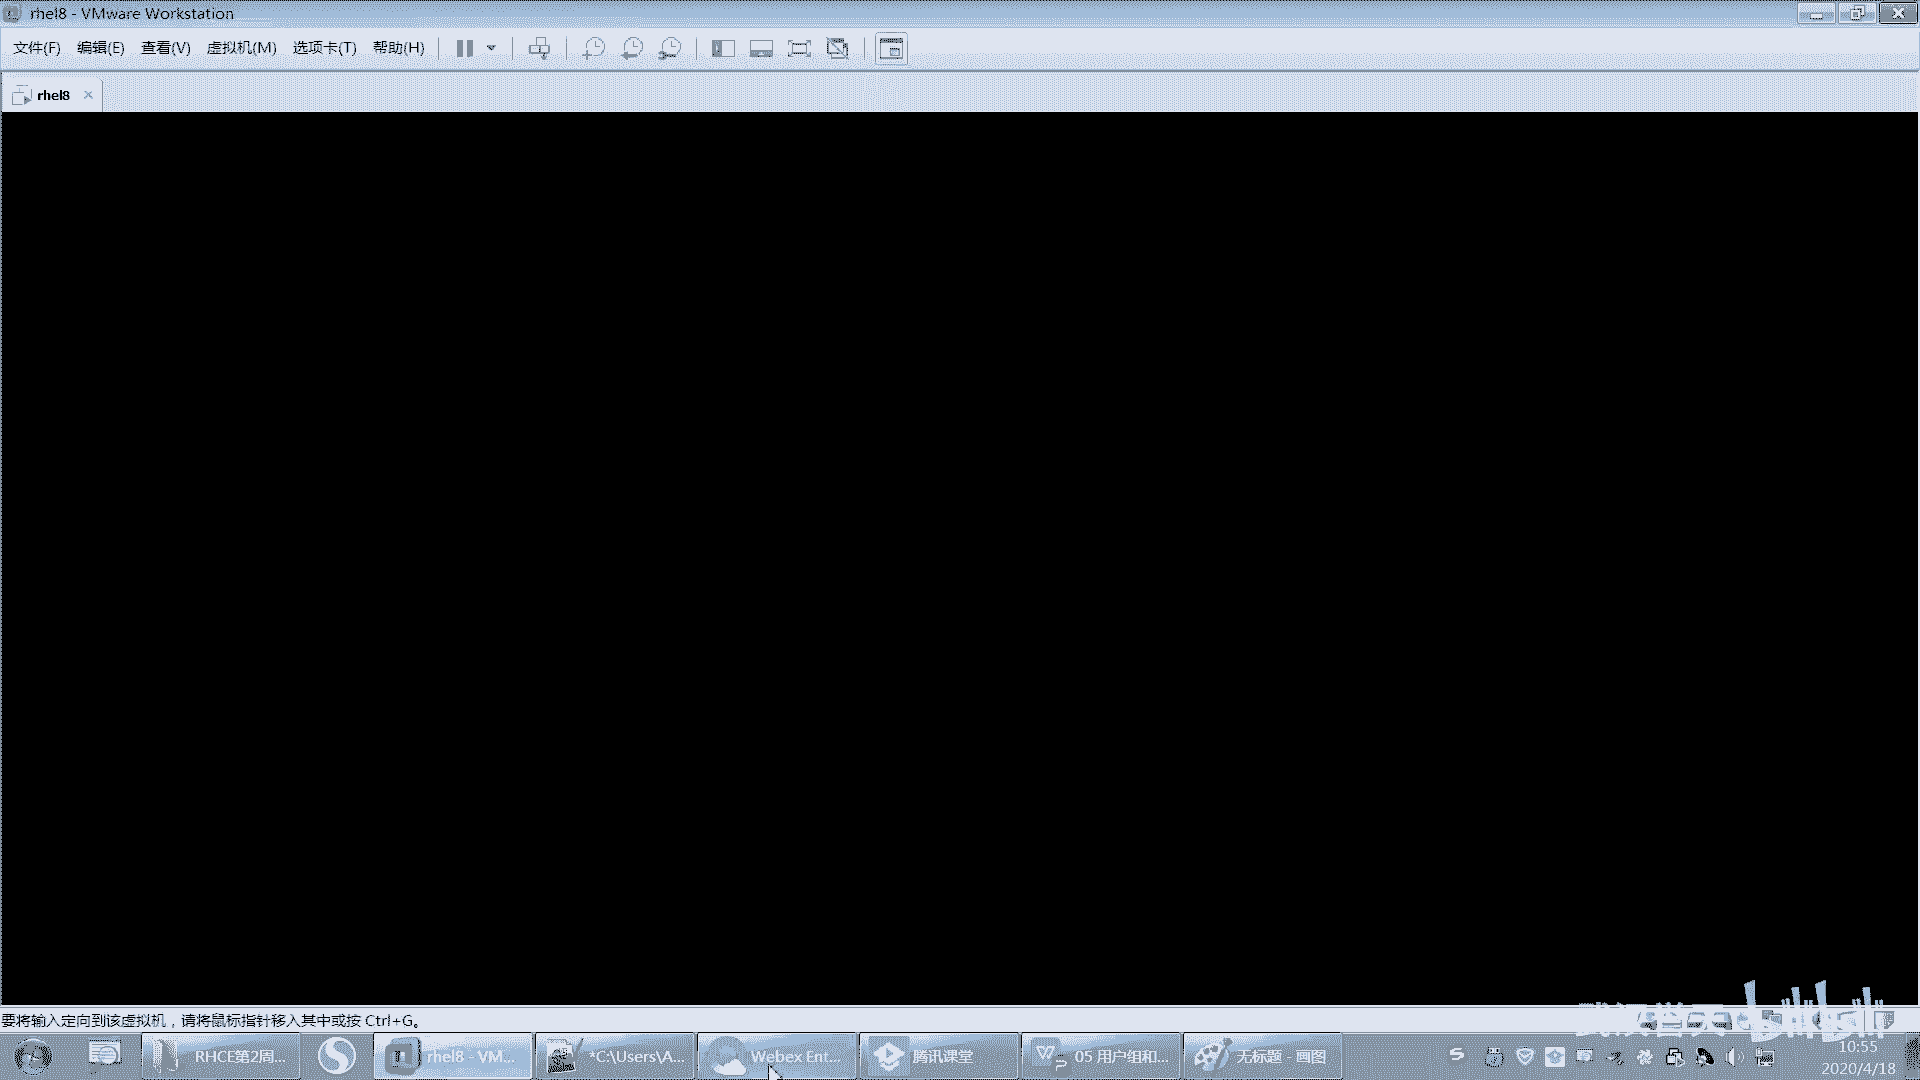 rhel8 - VMware Workstation
文件(F) 编辑(E) 查看(V) 虚拟机(M) 选项卡(T) 帮助(H)
rhel8
要将输入定向到该虚拟机，请将鼠标指针移入其中或按 Ctrl+G。
bilibili
RHCE第2周... rhel8 - VM... *C:\Users\A... Webex Ent... 腾讯课堂 05 用户组和... 无标题 - 画图
10:55
2020/4/18